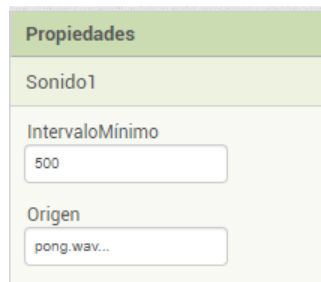 Propiedades
Sonido1
IntervaloMínimo
500
Origen
pong.wav...